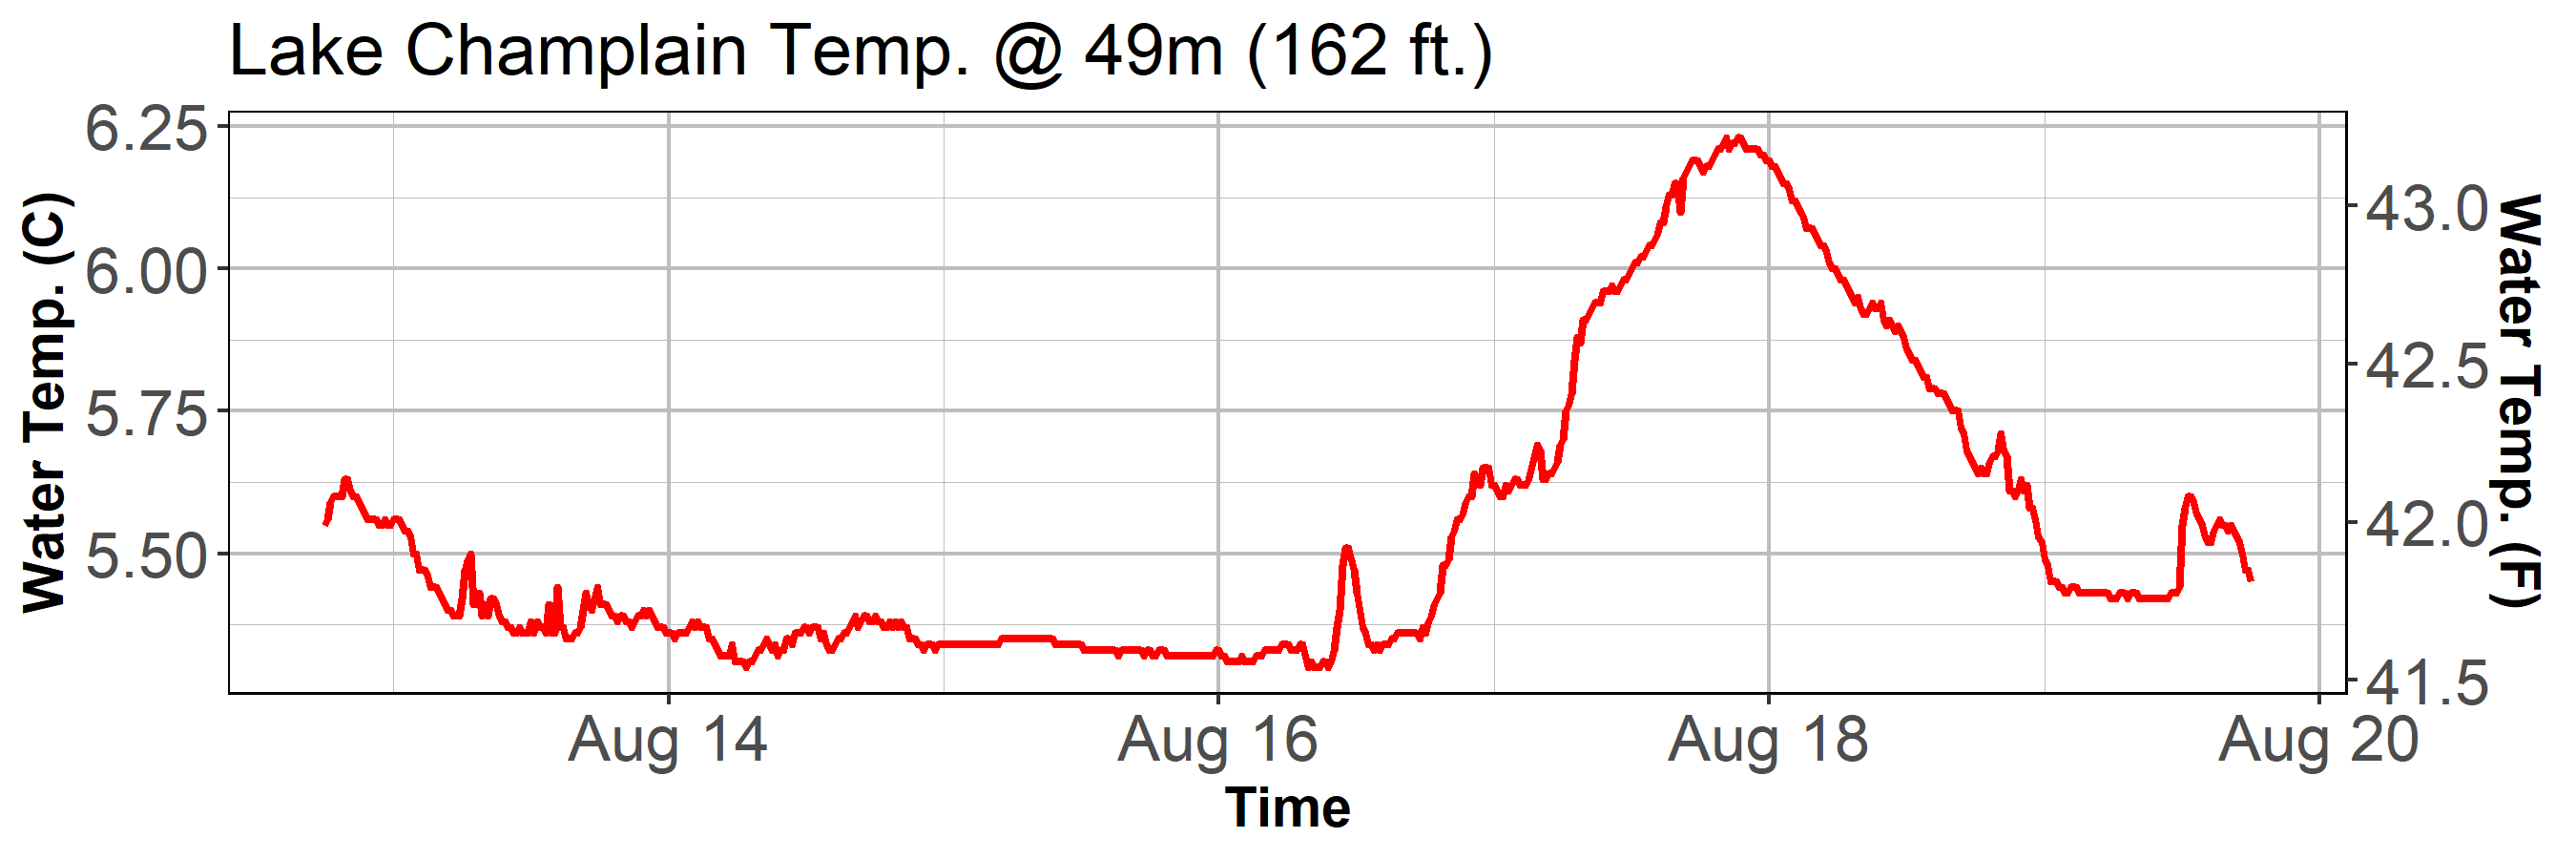 Lake Champlain Temp. @ 49m (162 ft.)
Water Temp. (C)
6.25
6.00
5.75
5.50
43.0
42.5
42.0
41.5
Water Temp. (F)
Aug 14 Aug 16 Aug 18 Aug 20
Time